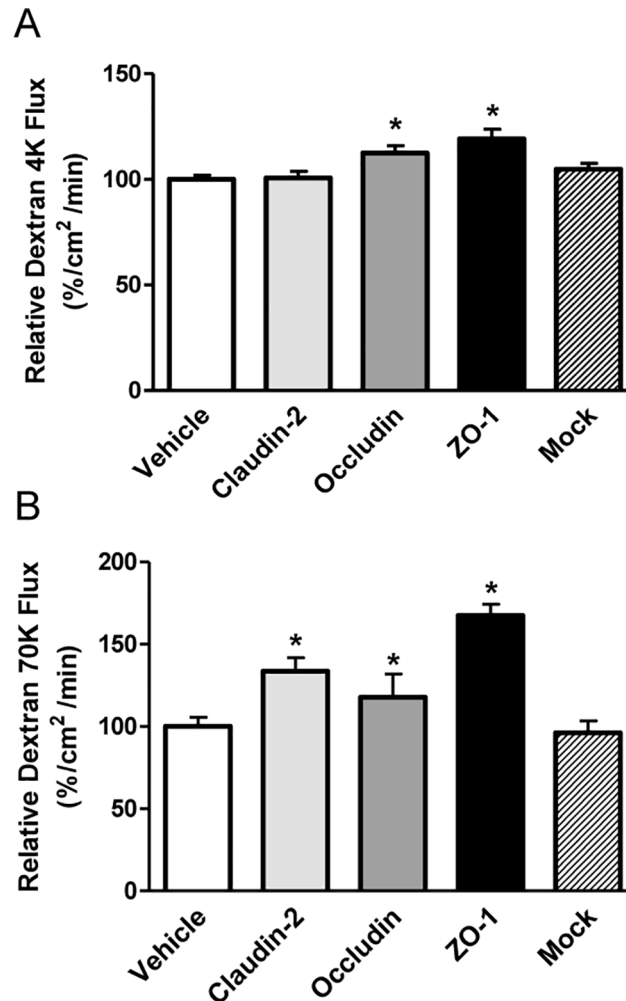 A
Relative Dextran 4K Flux
(%/cm² /min)
150
100
50
0
*
*
Vehicle
Claudin-2
Occludin
ZO-1
Mock
B
Relative Dextran 70K Flux
(%/cm² /min)
200
150
100
50
0
*
*
*
Vehicle
Claudin-2
Occludin
ZO-1
Mock